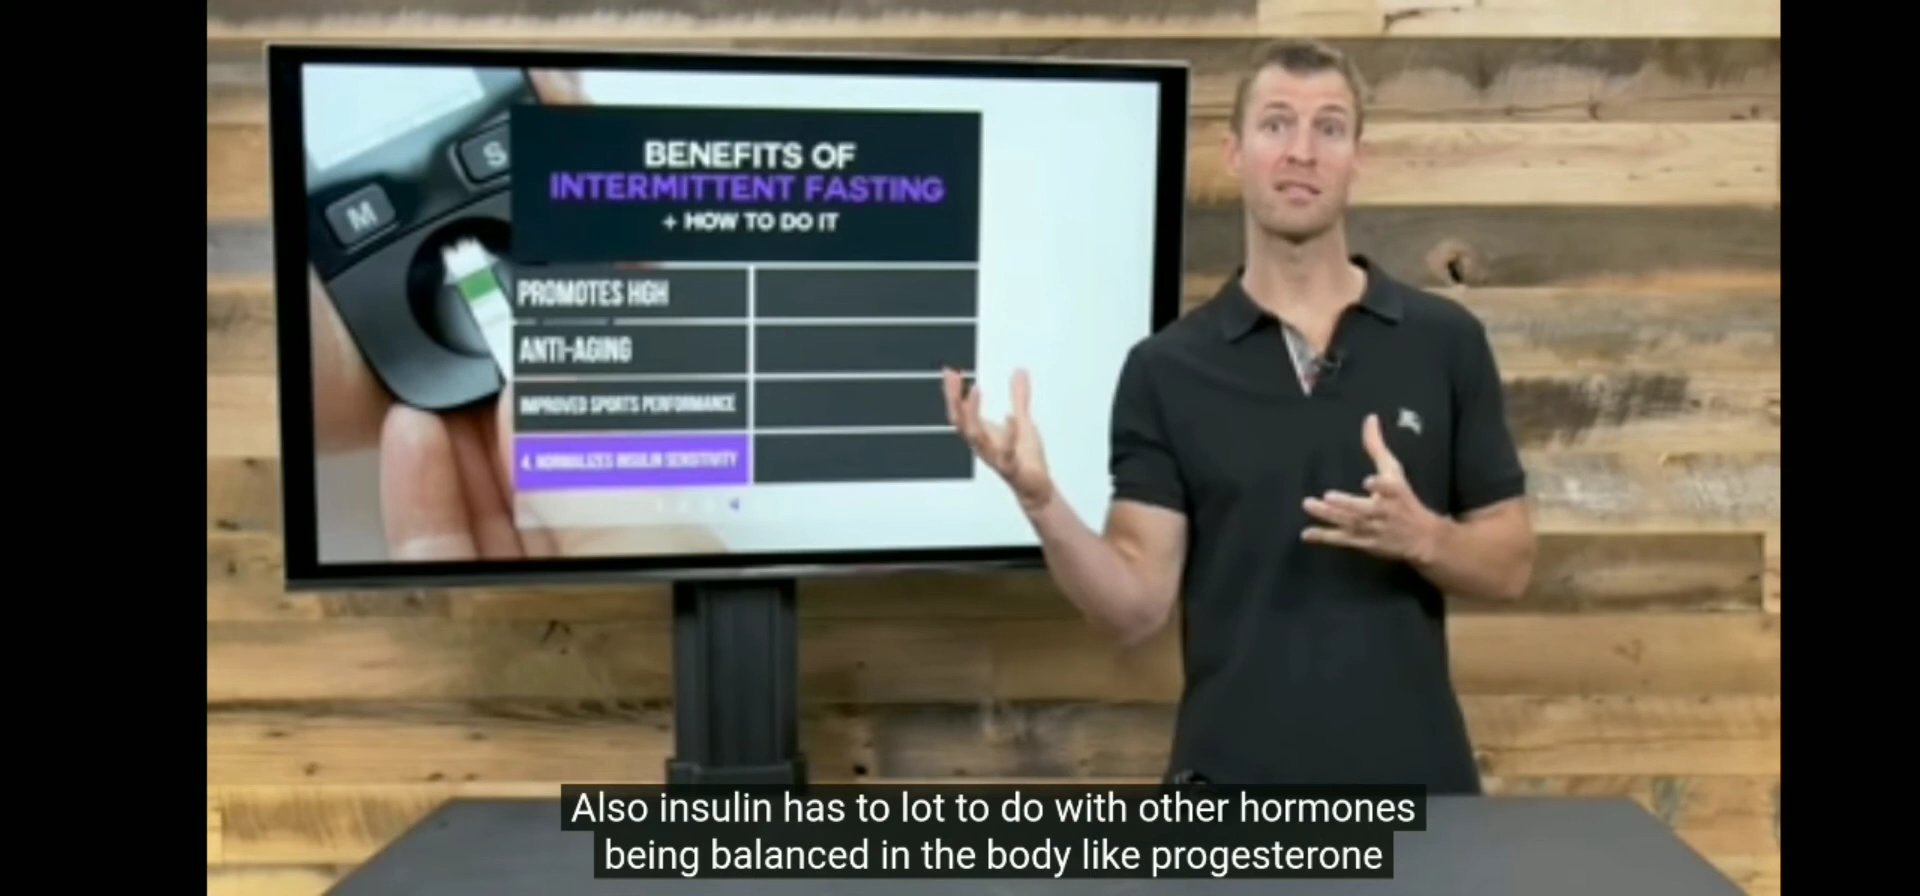 S
M
BENEFITS OF
INTERMITTENT FASTING
+ HOW TO DO IT
PROMOTES HGH
ANTI-AGING
IMPROVED SPORTS PERFORMANCE
4. NORMALIZES INSULIN SENSITIVITY
Also insulin has to lot to do with other hormones
being balanced in the body like progesterone